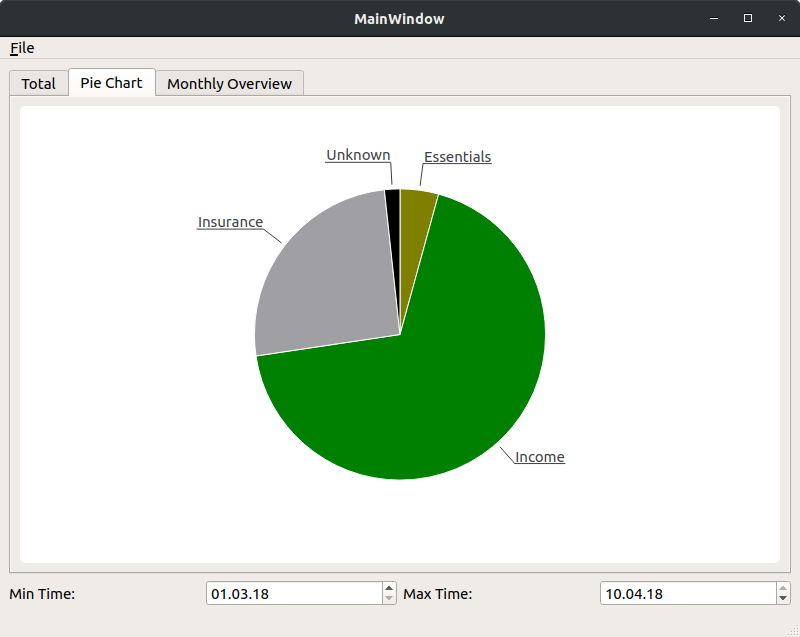 MainWindow
File
Total
Pie Chart
Monthly Overview
Unknown
Essentials
Insurance
Income
Min Time:
01.03.18
Max Time:
10.04.18